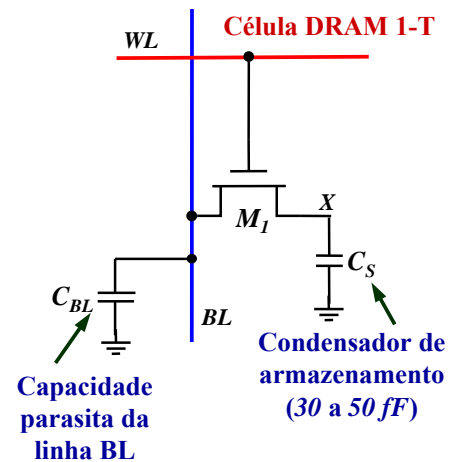 Célula DRAM 1-T
WL
M1
X
CS
CBL
BL
Condensador de
armazenamento
(30 a 50 fF)
Capacidade
parasita da
linha BL